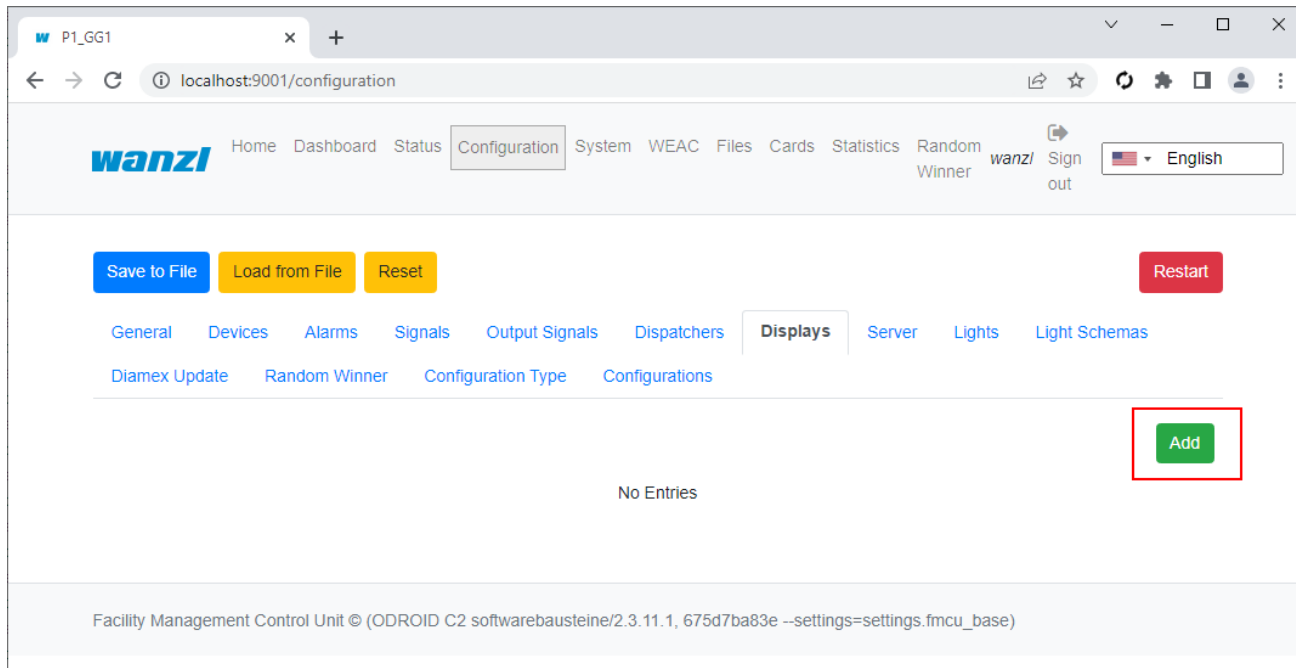 P1_GG1
localhost:9001/configuration
wanzl Home Dashboard Status Configuration System WEAC Files Cards Statistics Random Winner wanzl Sign out English
Save to File Load from File Reset Restart
General Devices Alarms Signals Output Signals Dispatchers Displays Server Lights Light Schemas
Diamex Update Random Winner Configuration Type Configurations
Add
No Entries
Facility Management Control Unit © (ODROID C2 softwarebausteine/2.3.11.1, 675d7ba83e --settings=settings.fmcu_base)